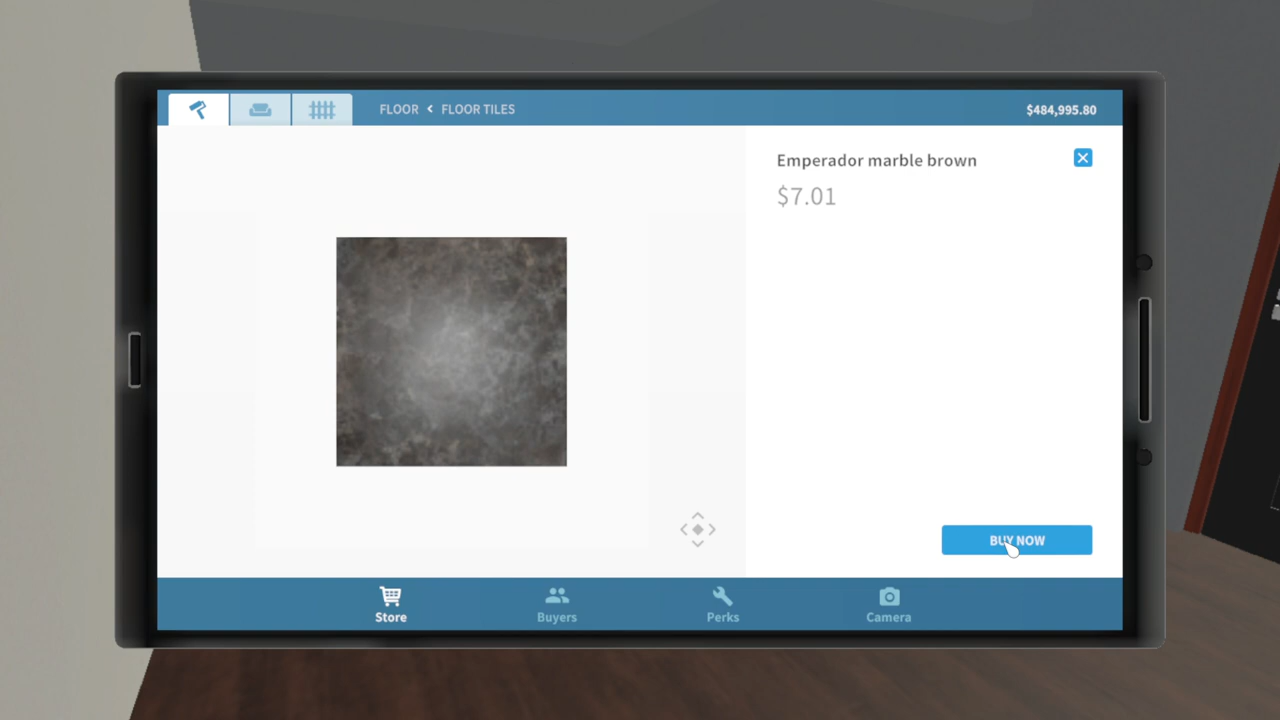 FLOOR < FLOOR TILES
$484,995.80
Emperador marble brown
$7.01
BUY NOW
Store
Buyers
Perks
Camera